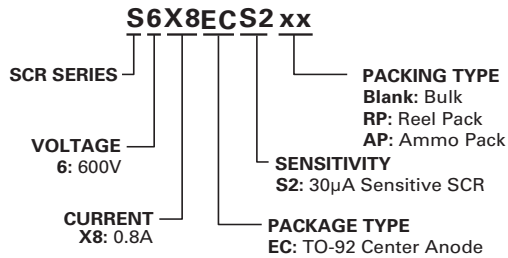 S6X8ECS2xx
SCR SERIES
PACKING TYPE
Blank: Bulk
RP: Reel Pack
AP: Ammo Pack
VOLTAGE
6: 600V
SENSITIVITY
S2: 30µA Sensitive SCR
CURRENT
X8: 0.8A
PACKAGE TYPE
EC: TO-92 Center Anode